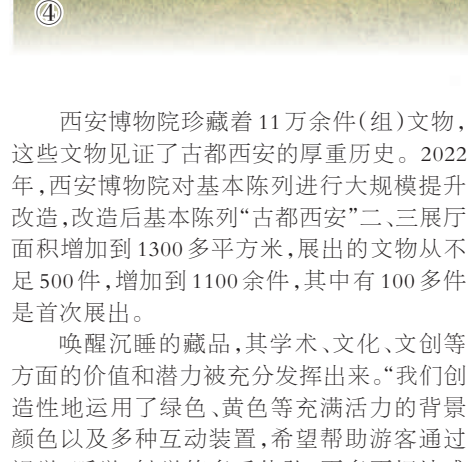 ④
西安博物院珍藏着11万余件(组)文物,
这些文物见证了古都西安的厚重历史。2022
年,西安博物院对基本陈列进行大规模提升
改造,改造后基本陈列“古都西安”二、三展厅
面积增加到1300多平方米,展出的文物从不
足500件,增加到1100余件,其中有100多件
是首次展出。
唤醒沉睡的藏品,其学术、文化、文创等
方面的价值和潜力被充分发挥出来。“我们创
造性地运用了绿色、黄色等充满活力的背景
颜色以及多种互动装置,希望帮助游客通过